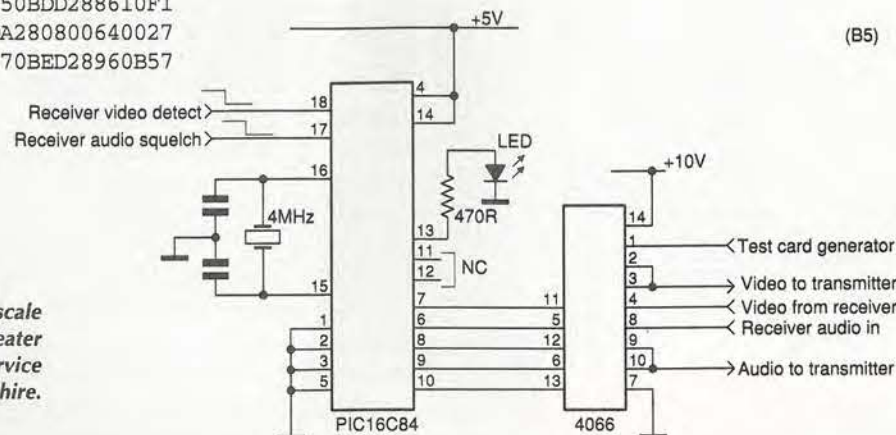 50BDD288610F1
A280800640027
70BED28960B57
+5V
(B5)
Receiver video detect
Receiver audio squelch
18
17
4
14
LED
16
470R
+10V
4MHz
13
11
12
NC
14
1
2
3
4
8
9
10
7
Test card generator
Video to transmitter
Video from receiver
Receiver audio in
Audio to transmitter
15
1
2
3
5
7
6
8
9
10
11
5
12
6
13
scale
eater
rvice
hire.
PIC16C84
4066